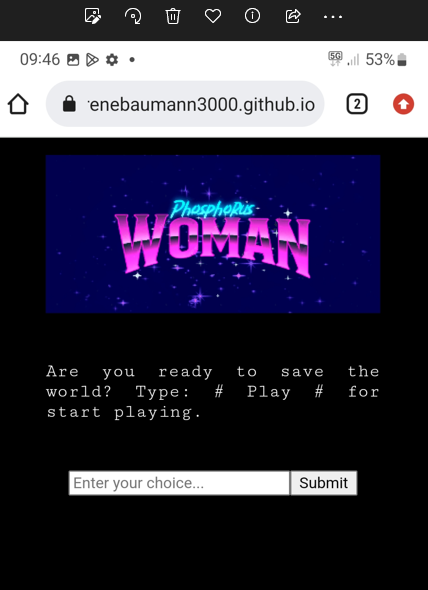 09:46 5G 53%
enebaumann3000.github.io 2
Phosphorus
WOMAN
Are you ready to save the
world? Type: # Play # for
start playing.
Enter your choice... Submit